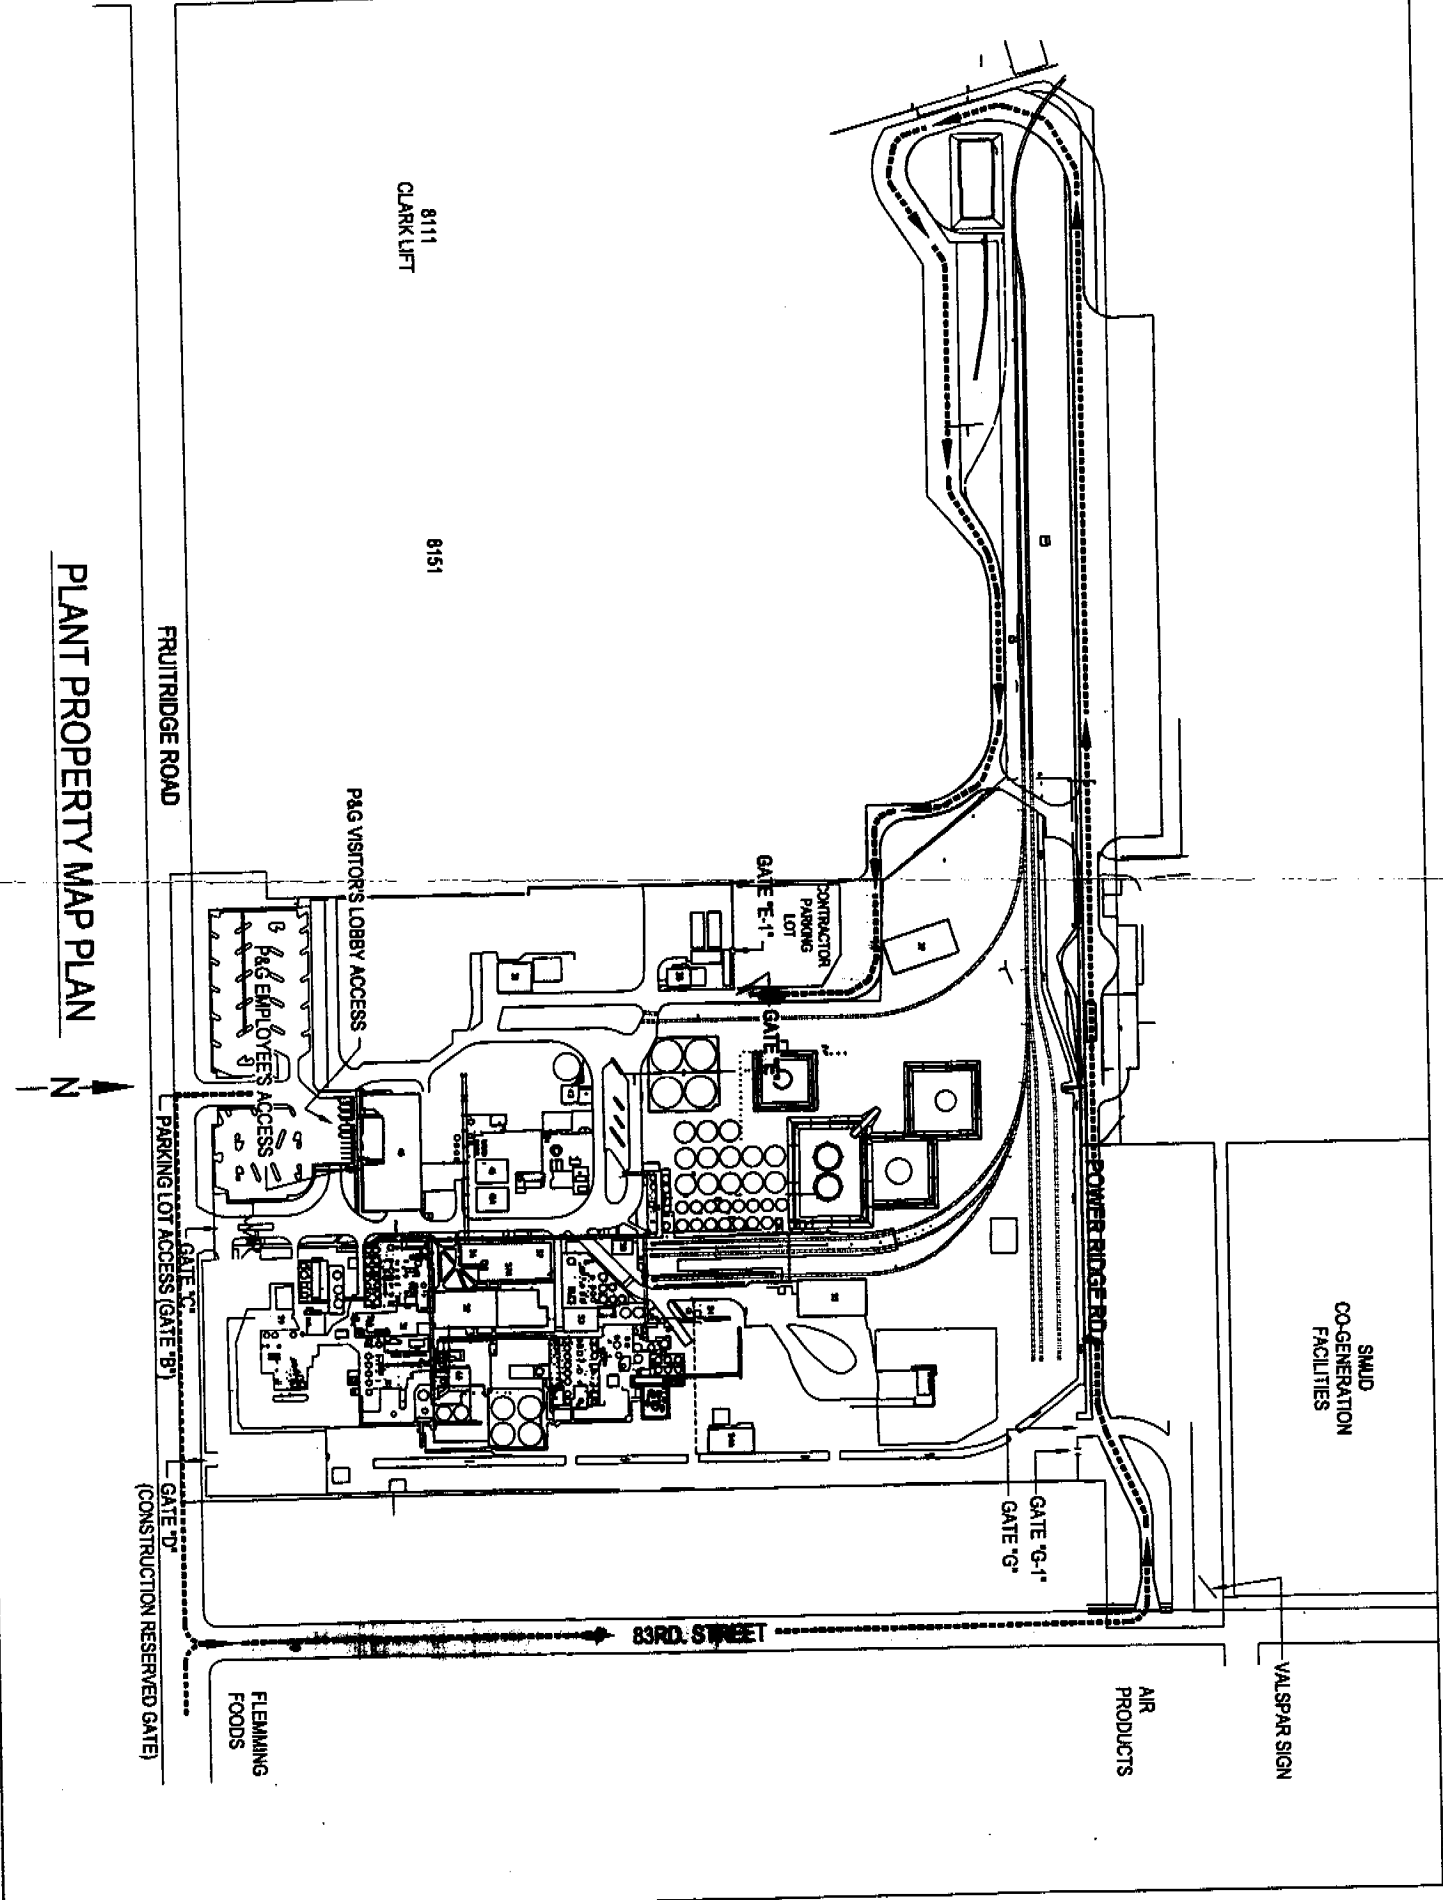 SMUD
CO-GENERATION
FACILITIES
VALSPAR SIGN
AIR
PRODUCTS
POWER RIDGE RD.
GATE "G-1"
GATE "G"
8111
CLARK LIFT
8151
CONTRACTOR
PARKING
LOT
GATE "E-1"
GATE "E"
83RD. STREET
P&G VISITOR'S LOBBY ACCESS
P&G EMPLOYEE'S ACCESS
FLEMMING
FOODS
FRUITRIDGE ROAD
GATE "C"
PARKING LOT ACCESS (GATE "B")
GATE "D"
(CONSTRUCTION RESERVED GATE)
PLANT PROPERTY MAP PLAN
N